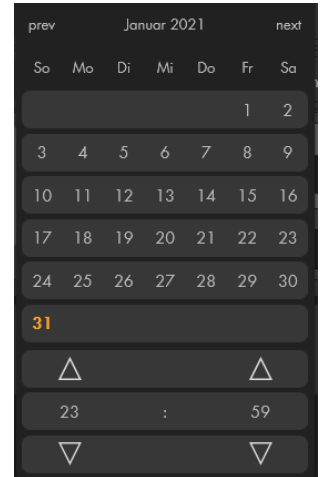 prev Januar 2021 next
So Mo Di Mi Do Fr Sa
1 2
3 4 5 6 7 8 9
10 11 12 13 14 15 16
17 18 19 20 21 22 23
24 25 26 27 28 29 30
31
23 : 59